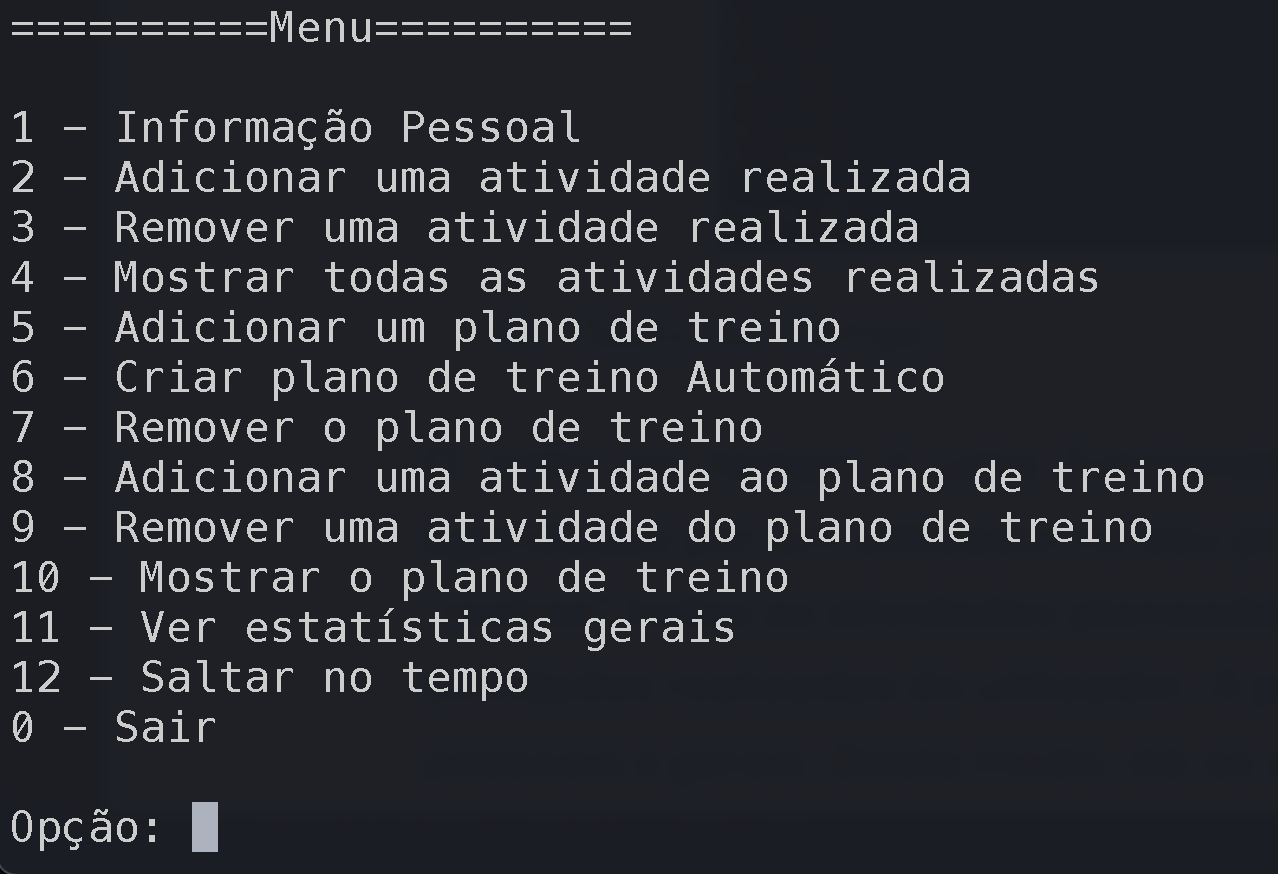 ==========Menu==========
1 – Informação Pessoal
2 – Adicionar uma atividade realizada
3 – Remover uma atividade realizada
4 – Mostrar todas as atividades realizadas
5 – Adicionar um plano de treino
6 – Criar plano de treino Automático
7 – Remover o plano de treino
8 – Adicionar uma atividade ao plano de treino
9 – Remover uma atividade do plano de treino
10 – Mostrar o plano de treino
11 – Ver estatísticas gerais
12 – Saltar no tempo
0 – Sair
Opção: